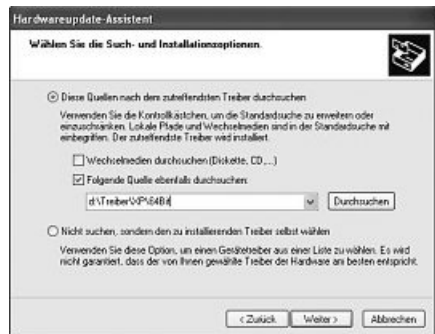 Hardwareupdate-Assistent
Wählen Sie die Such- und Installationsoptionen.
Diese Quellen nach dem zutreffendsten Treiber durchsuchen
Verwenden Sie die Kontrollkästchen, um die Standardsuche zu erweitern oder
einzuschränken. Lokale Pfade und Wechselmedien sind in der Standardsuche mit
einbegriffen. Der zutreffendste Treiber wird installiert.
Wechselmedien durchsuchen (Diskette, CD,...)
Folgende Quelle ebenfalls durchsuchen:
d:\Treiber\XP\64Bit
Durchsuchen
Nicht suchen, sondern den zu installierenden Treiber selbst wählen
Verwenden Sie diese Option, um einen Gerätetreiber aus einer Liste zu wählen. Es wird
nicht garantiert, dass der von Ihnen gewählte Treiber der Hardware am besten entspricht.
< Zurück
Weiter >
Abbrechen